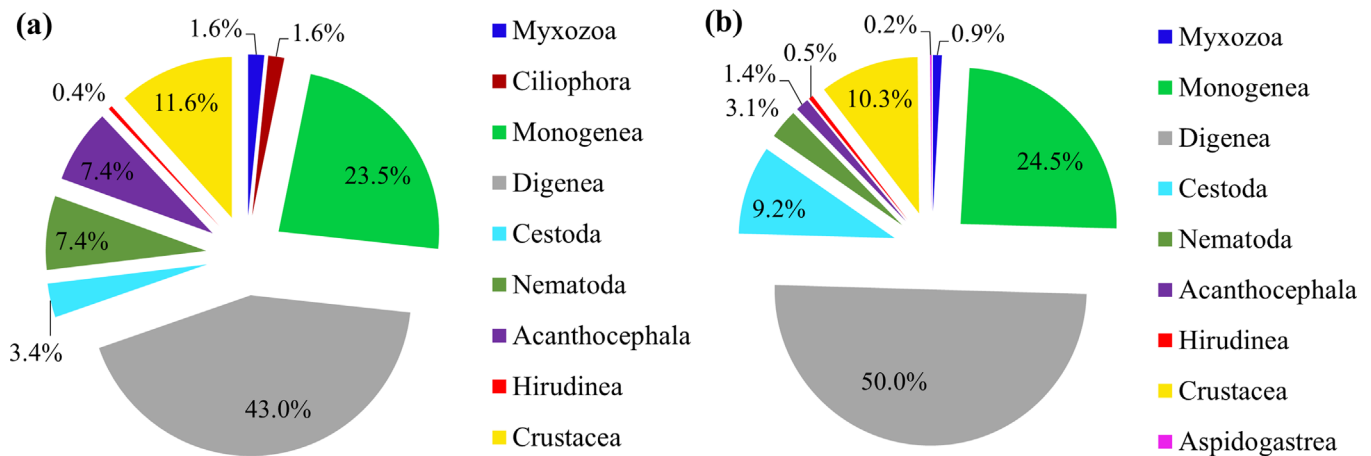 (a)
1.6%
1.6%
23.5%
43.0%
3.4%
7.4%
7.4%
0.4%
11.6%
Myxozoa
Ciliophora
Monogenea
Digenea
Cestoda
Nematoda
Acanthocephala
Hirudinea
Crustacea
(b)
0.2%
0.9%
24.5%
50.0%
9.2%
3.1%
1.4%
0.5%
10.3%
Myxozoa
Monogenea
Digenea
Cestoda
Nematoda
Acanthocephala
Hirudinea
Crustacea
Aspidogastrea